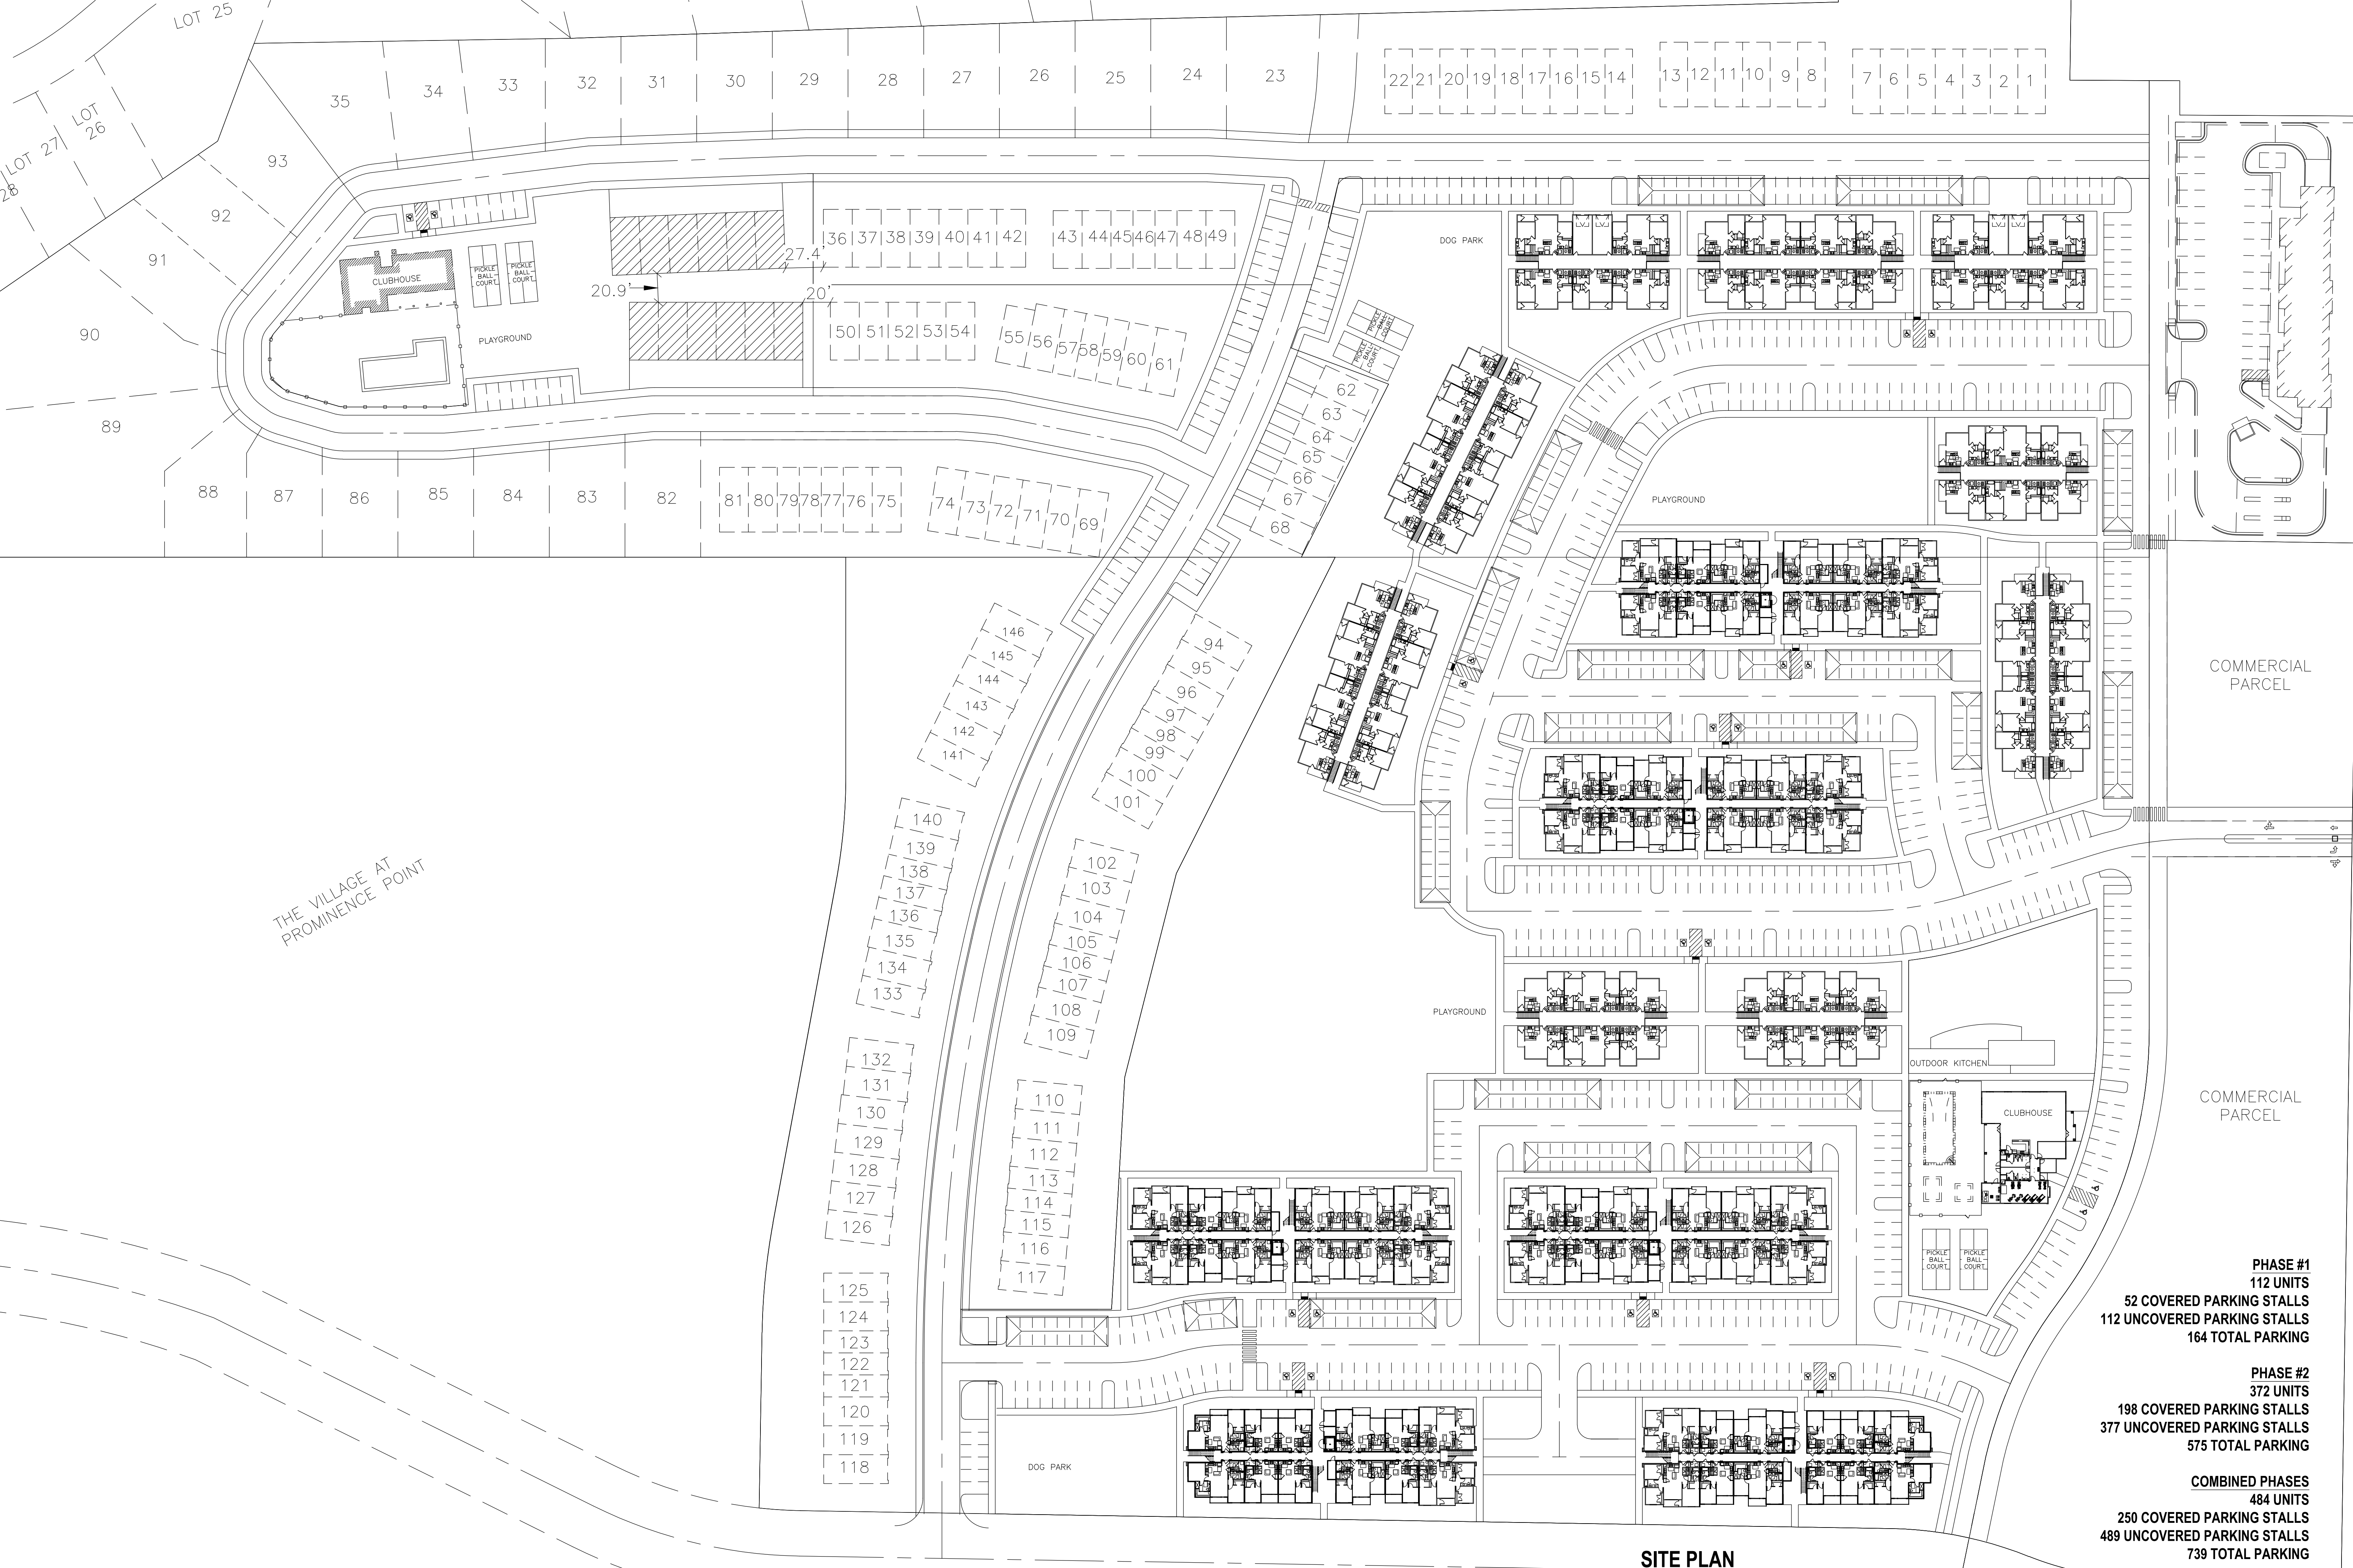 LOT 25
LOT
26
LOT 27
28
35
34
33
32
31
30
29
28
27
26
25
24
23
22
21
20
19
18
17
16
15
14
13
12
11
10
9
8
7
6
5
4
3
2
1
93
92
91
90
89
88
87
86
85
84
83
82
81
80
79
78
77
76
75
74
73
72
71
70
69
CLUBHOUSE
PICKLE
BALL
COURT
PICKLE
BALL
COURT
PLAYGROUND
27.4'
20.9'
20'
36
37
38
39
40
41
42
43
44
45
46
47
48
49
50
51
52
53
54
55
56
57
58
59
60
61
DOG PARK
PICKLE
BALL
COURT
PICKLE
BALL
COURT
62
63
64
65
66
67
68
PLAYGROUND
COMMERCIAL
PARCEL
146
145
144
143
142
141
94
95
96
97
98
99
100
101
140
139
138
137
136
135
134
133
102
103
104
105
106
107
108
109
THE VILLAGE AT
PROMINENCE POINT
132
131
130
129
128
127
126
110
111
112
113
114
115
116
117
125
124
123
122
121
120
119
118
PLAYGROUND
OUTDOOR KITCHEN
CLUBHOUSE
PICKLE
BALL
COURT
PICKLE
BALL
COURT
COMMERCIAL
PARCEL
DOG PARK
PHASE #1
112 UNITS
52 COVERED PARKING STALLS
112 UNCOVERED PARKING STALLS
164 TOTAL PARKING
PHASE #2
372 UNITS
198 COVERED PARKING STALLS
377 UNCOVERED PARKING STALLS
575 TOTAL PARKING
COMBINED PHASES
484 UNITS
250 COVERED PARKING STALLS
489 UNCOVERED PARKING STALLS
739 TOTAL PARKING
SITE PLAN